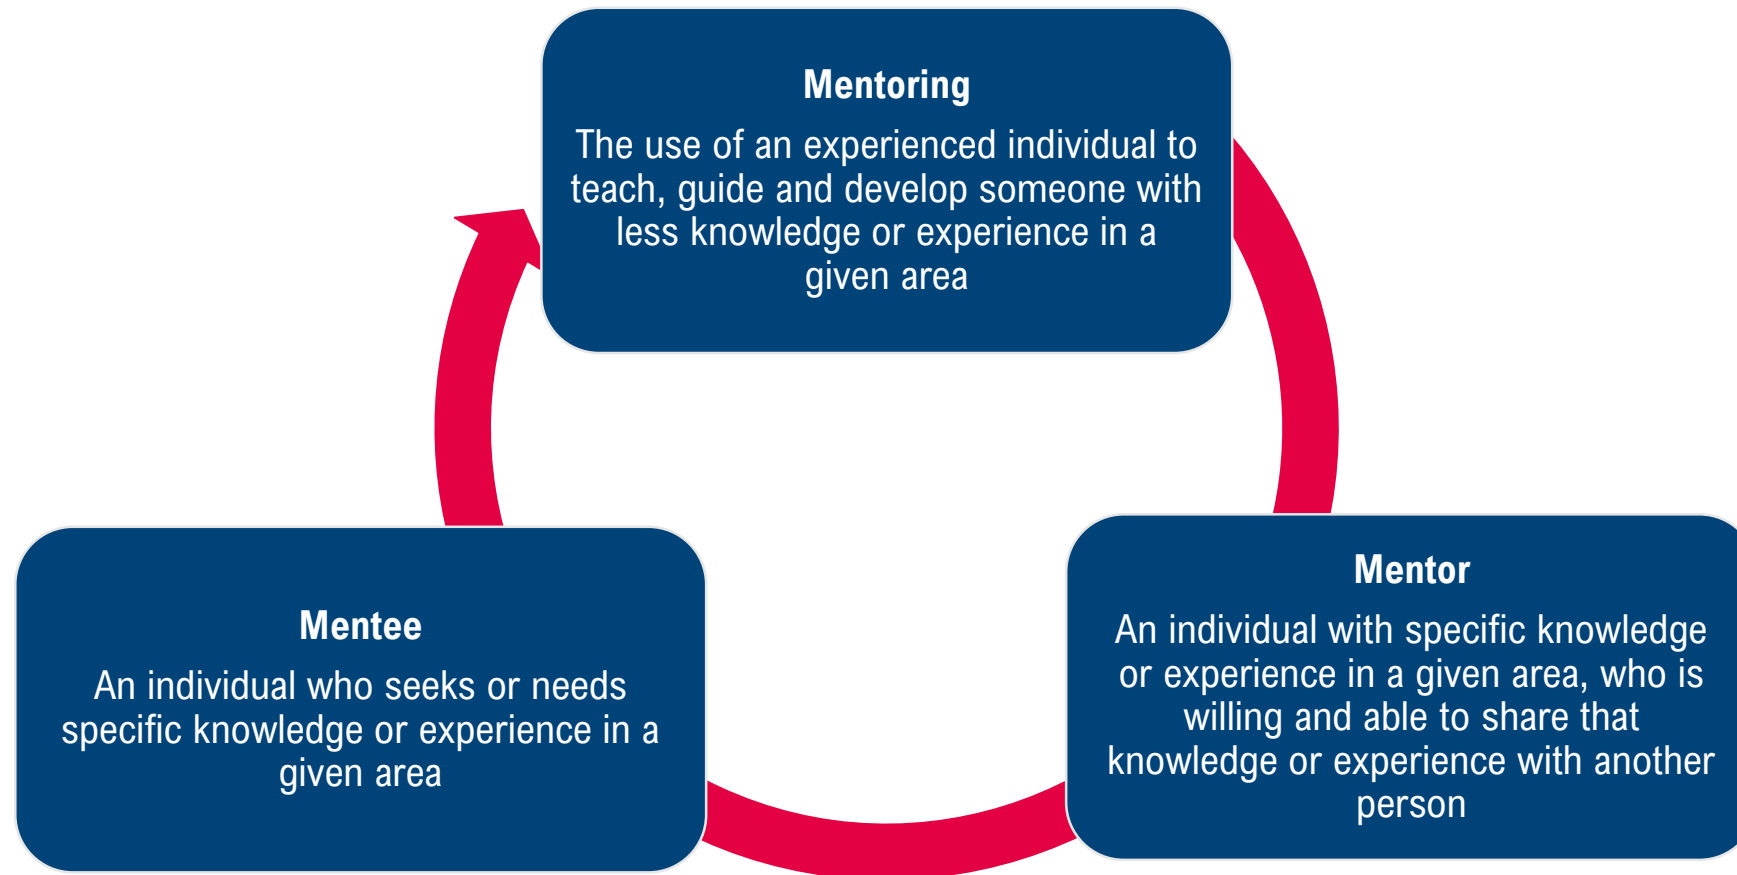 Mentoring
The use of an experienced individual to
teach, guide and develop someone with
less knowledge or experience in a
given area
Mentee
An individual who seeks or needs
specific knowledge or experience in a
given area
Mentor
An individual with specific knowledge
or experience in a given area, who is
willing and able to share that
knowledge or experience with another
person